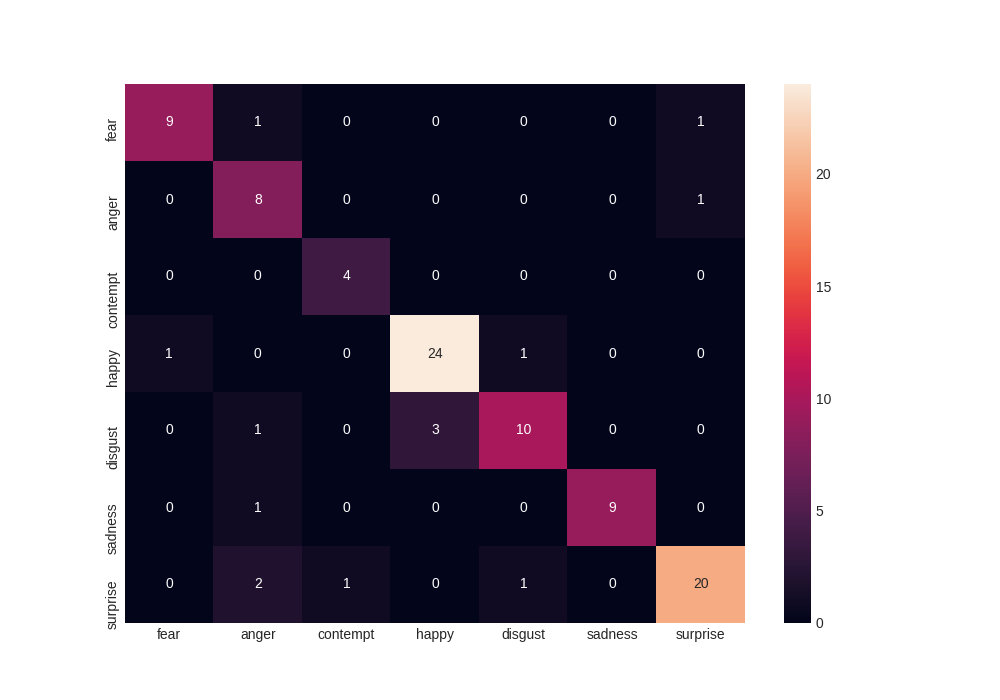 fear 9 1 0 0 0 0 1
anger 0 8 0 0 0 0 1
contempt 0 0 4 0 0 0 0
happy 1 0 0 24 1 0 0
disgust 0 1 0 3 10 0 0
sadness 0 1 0 0 0 9 0
surprise 0 2 1 0 1 0 20
fear anger contempt happy disgust sadness surprise
20
15
10
5
0